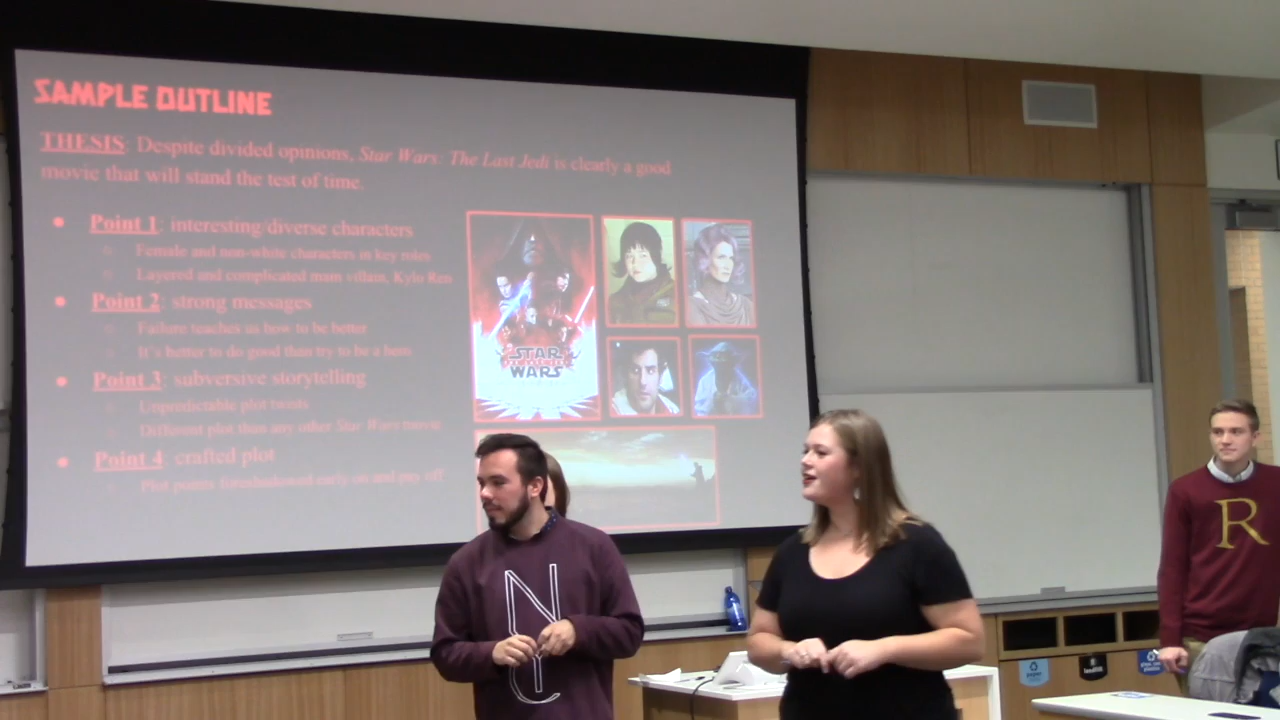 SAMPLE OUTLINE
THESIS: Despite divided opinions, Star Wars: The Last Jedi is clearly a good
movie that will stand the test of time.
Point 1: interesting/diverse characters
Female and non-white characters in key roles
Layered and complicated main villain, Kylo Ren
Point 2: strong messages
Failure teaches us how to be better
It's better to do good than try to be a hero
Point 3: subversive storytelling
Unpredictable plot twists
Different plot than any other Star Wars movie
Point 4: crafted plot
Plot points foreshadowed early on and pay off
STAR
WARS
N
R
paper
landfill